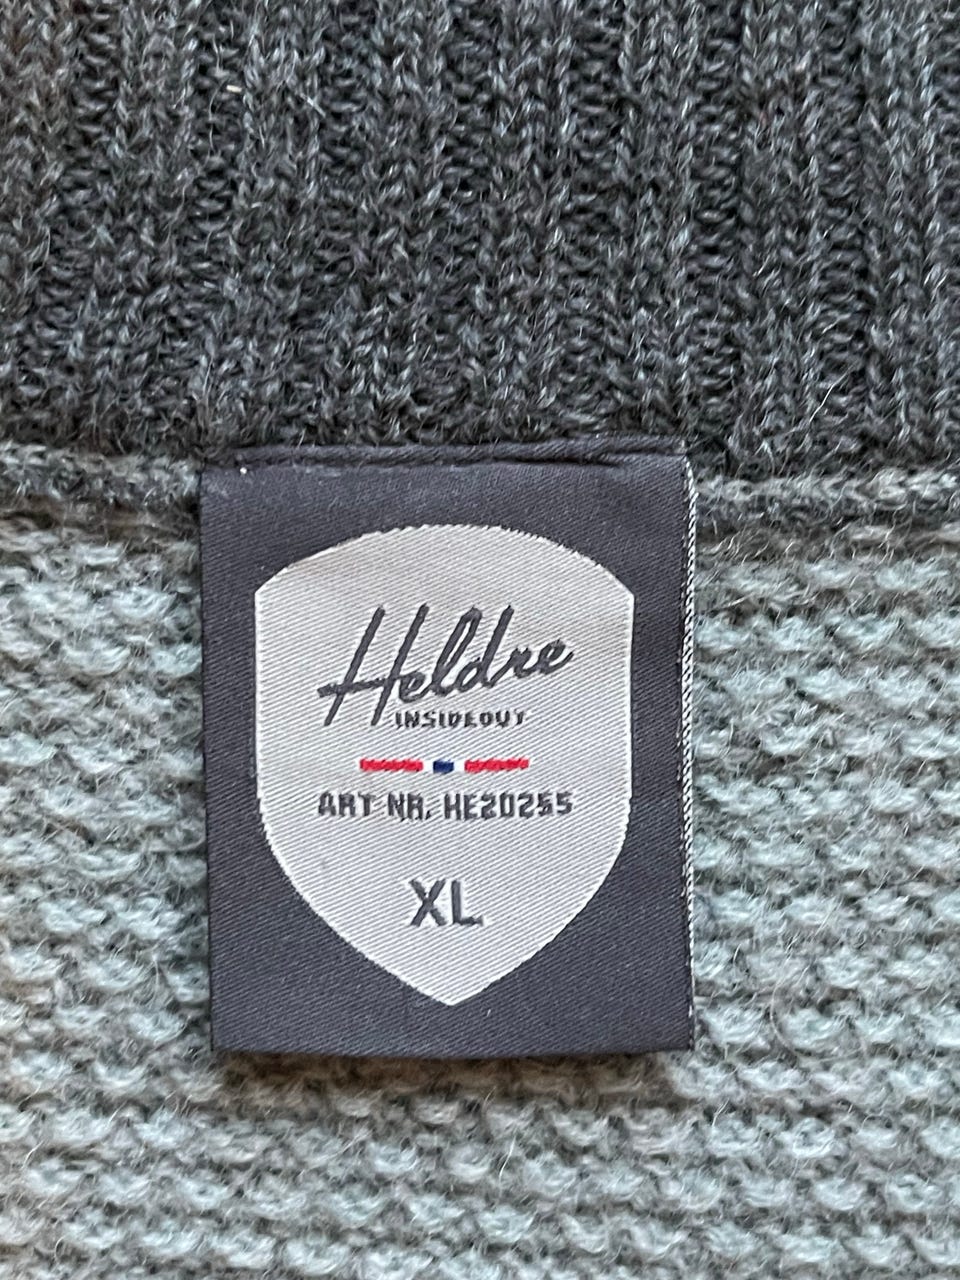 Heldre
INSIDEOUT
ART NR. HE20255
XL